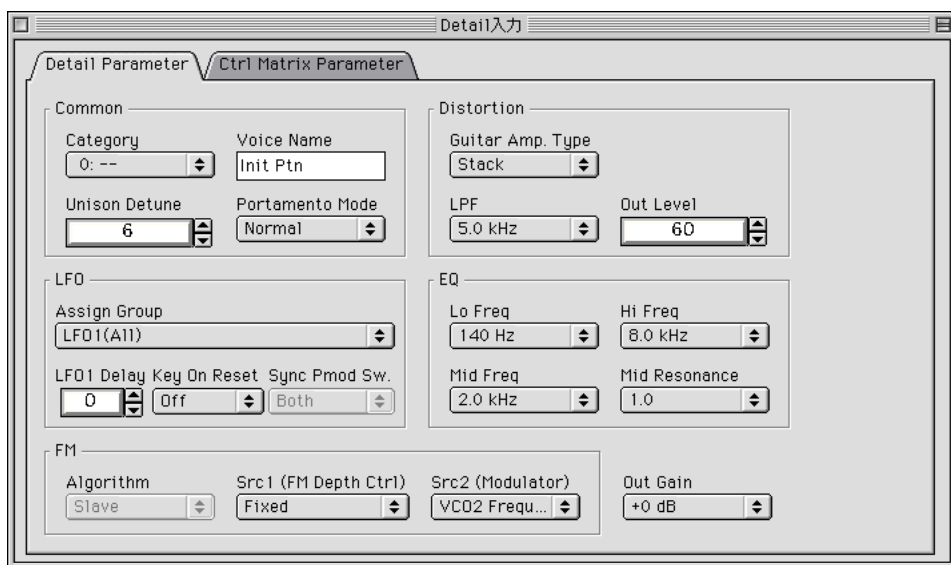 Detail入力
Detail Parameter
Ctrl Matrix Parameter
Common
Category
Voice Name
0: --
Init Ptn
Unison Detune
Portamento Mode
6
Normal
Distortion
Guitar Amp. Type
Stack
LPF
Out Level
5.0 kHz
60
LFO
Assign Group
LFO1(All)
LFO1 Delay
Key On Reset
Sync Pmod Sw.
0
Off
Both
EQ
Lo Freq
Hi Freq
140 Hz
8.0 kHz
Mid Freq
Mid Resonance
2.0 kHz
1.0
FM
Algorithm
Src1 (FM Depth Ctrl)
Src2 (Modulator)
Slave
Fixed
VCO2 Frequ...
Out Gain
+0 dB